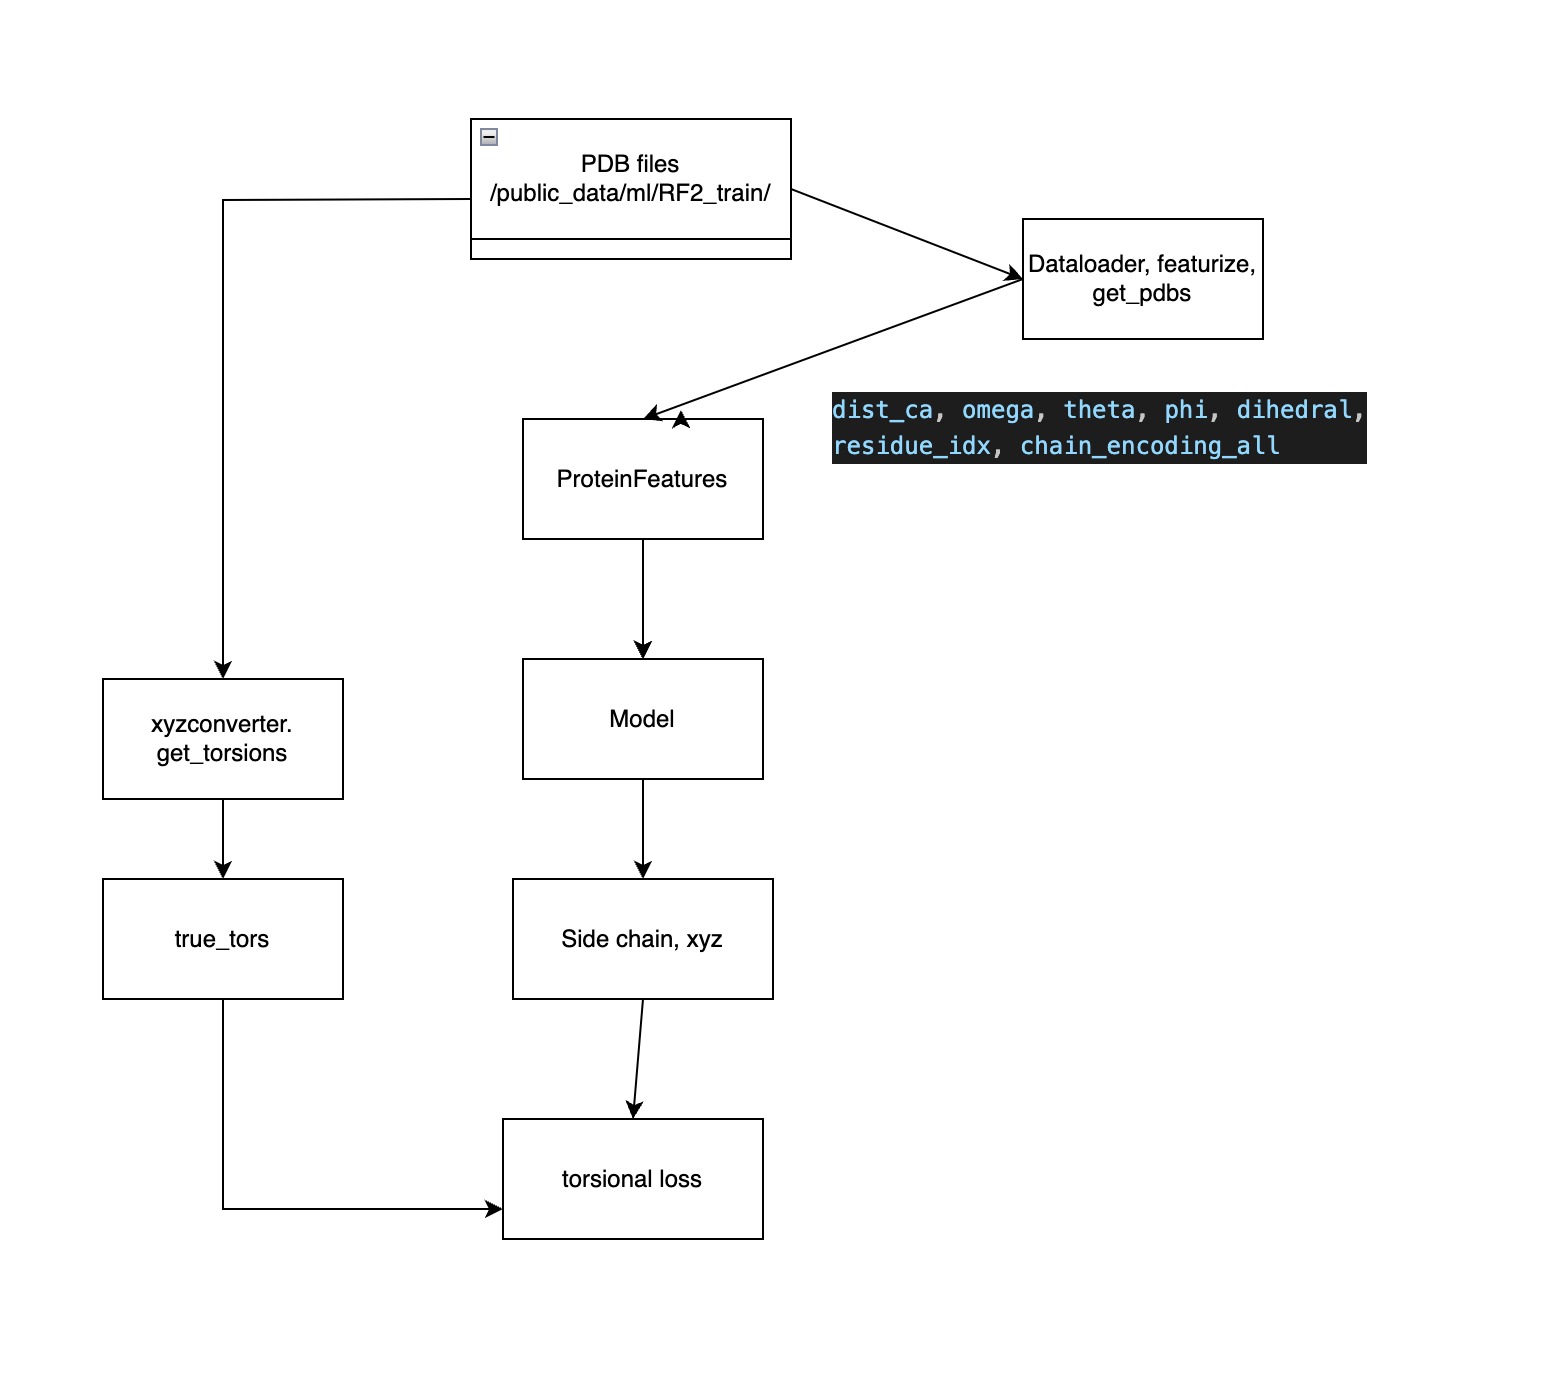 PDB files
/public_data/ml/RF2_train/
Dataloader, featurize,
get_pdbs
dist_ca, omega, theta, phi, dihedral,
residue_idx, chain_encoding_all
ProteinFeatures
Model
xyzconverter.
get_torsions
true_tors
Side chain, xyz
torsional loss